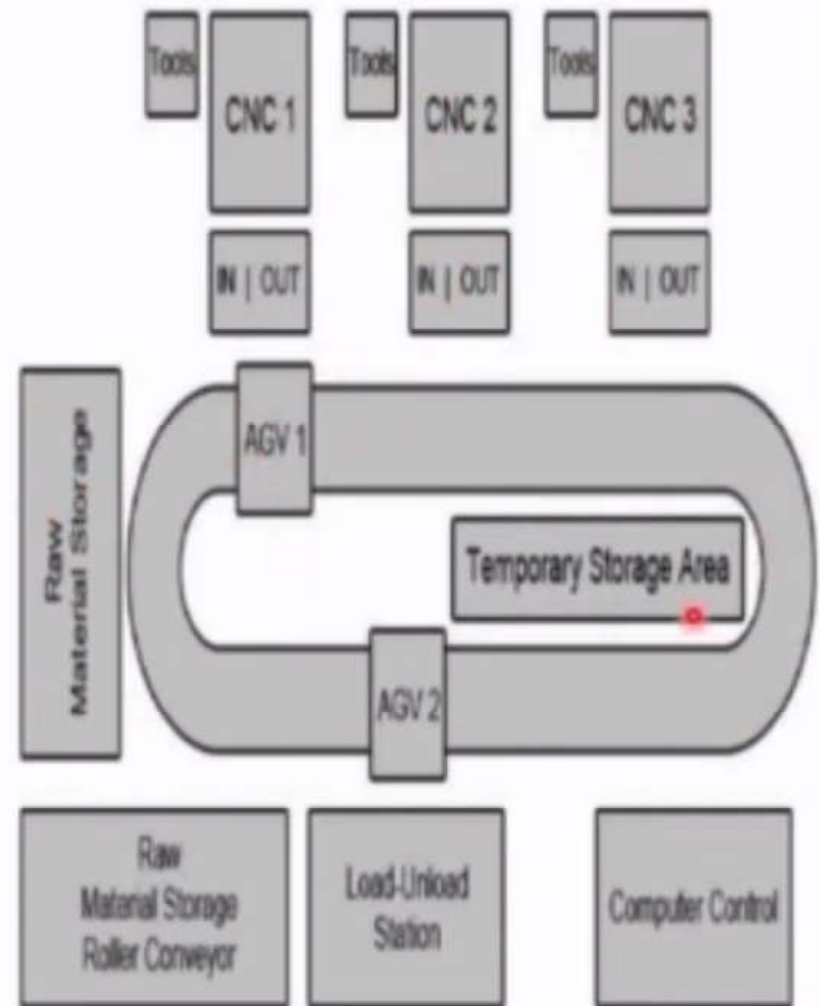 Tools
CNC 1
Tools
CNC 2
Tools
CNC 3
IN | OUT
IN | OUT
IN | OUT
Raw
Material Storage
AGV 1
Temporary Storage Area
AGV 2
Raw
Material Storage
Roller Conveyor
Load-Unload
Station
Computer Control